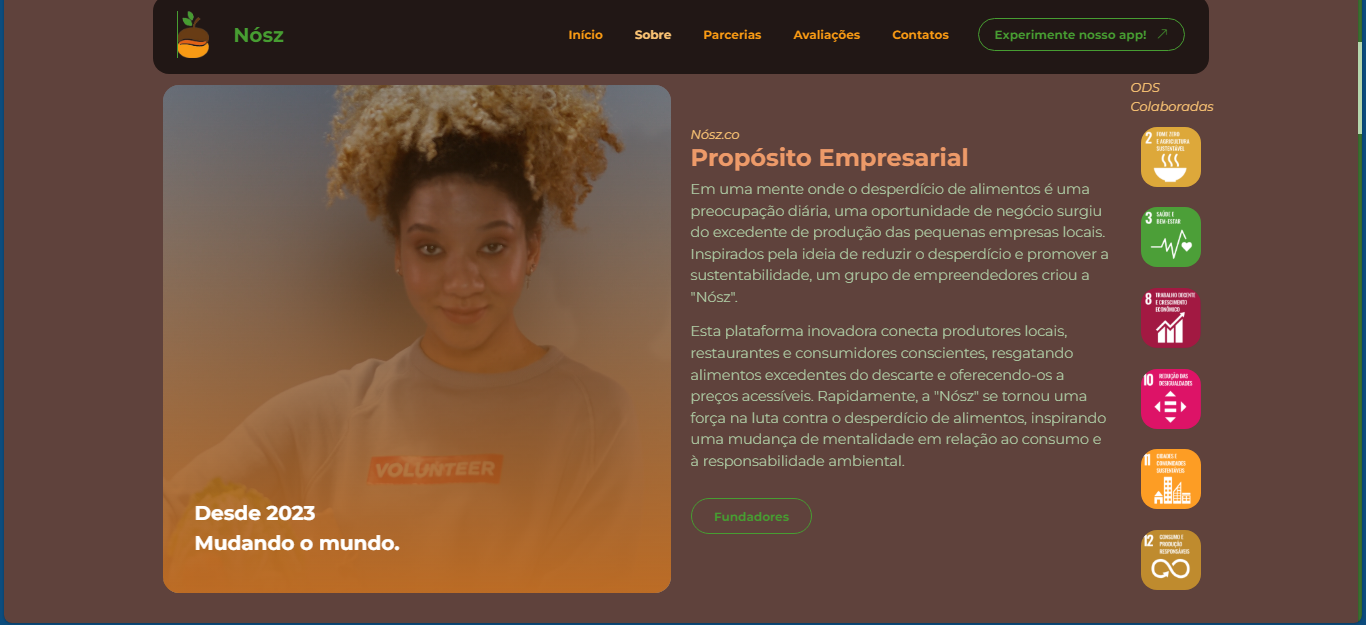 Nósz
Início
Sobre
Parcerias
Avaliações
Contatos
Experimente nosso app!
VOLUNTEER
Desde 2023
Mudando o mundo.
Nósz.co
Propósito Empresarial
Em uma mente onde o desperdício de alimentos é uma
preocupação diária, uma oportunidade de negócio surgiu
do excedente de produção das pequenas empresas locais.
Inspirados pela ideia de reduzir o desperdício e promover a
sustentabilidade, um grupo de empreendedores criou a
"Nósz".
Esta plataforma inovadora conecta produtores locais,
restaurantes e consumidores conscientes, resgatando
alimentos excedentes do descarte e oferecendo-os a
preços acessíveis. Rapidamente, a "Nósz" se tornou uma
força na luta contra o desperdício de alimentos, inspirando
uma mudança de mentalidade em relação ao consumo e
à responsabilidade ambiental.
Fundadores
ODS
Colaboradas
2 FOME ZERO
E AGRICULTURA
SUSTENTÁVEL
3 SAÚDE E
BEM-ESTAR
8 TRABALHO DECENTE
E CRESCIMENTO
ECONÔMICO
10 REDUÇÃO DAS
DESIGUALDADES
11 CIDADES E
COMUNIDADES
SUSTENTÁVEIS
12 CONSUMO E
PRODUÇÃO
RESPONSÁVEIS